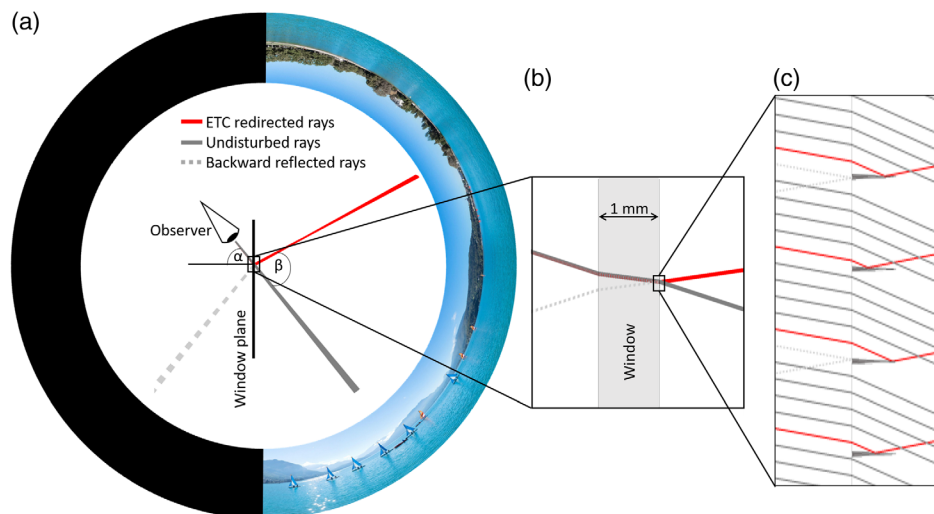 (a)
(b)
(c)
ETC redirected rays
Undisturbed rays
Backward reflected rays
Observer
α
β
Window plane
1 mm
Window